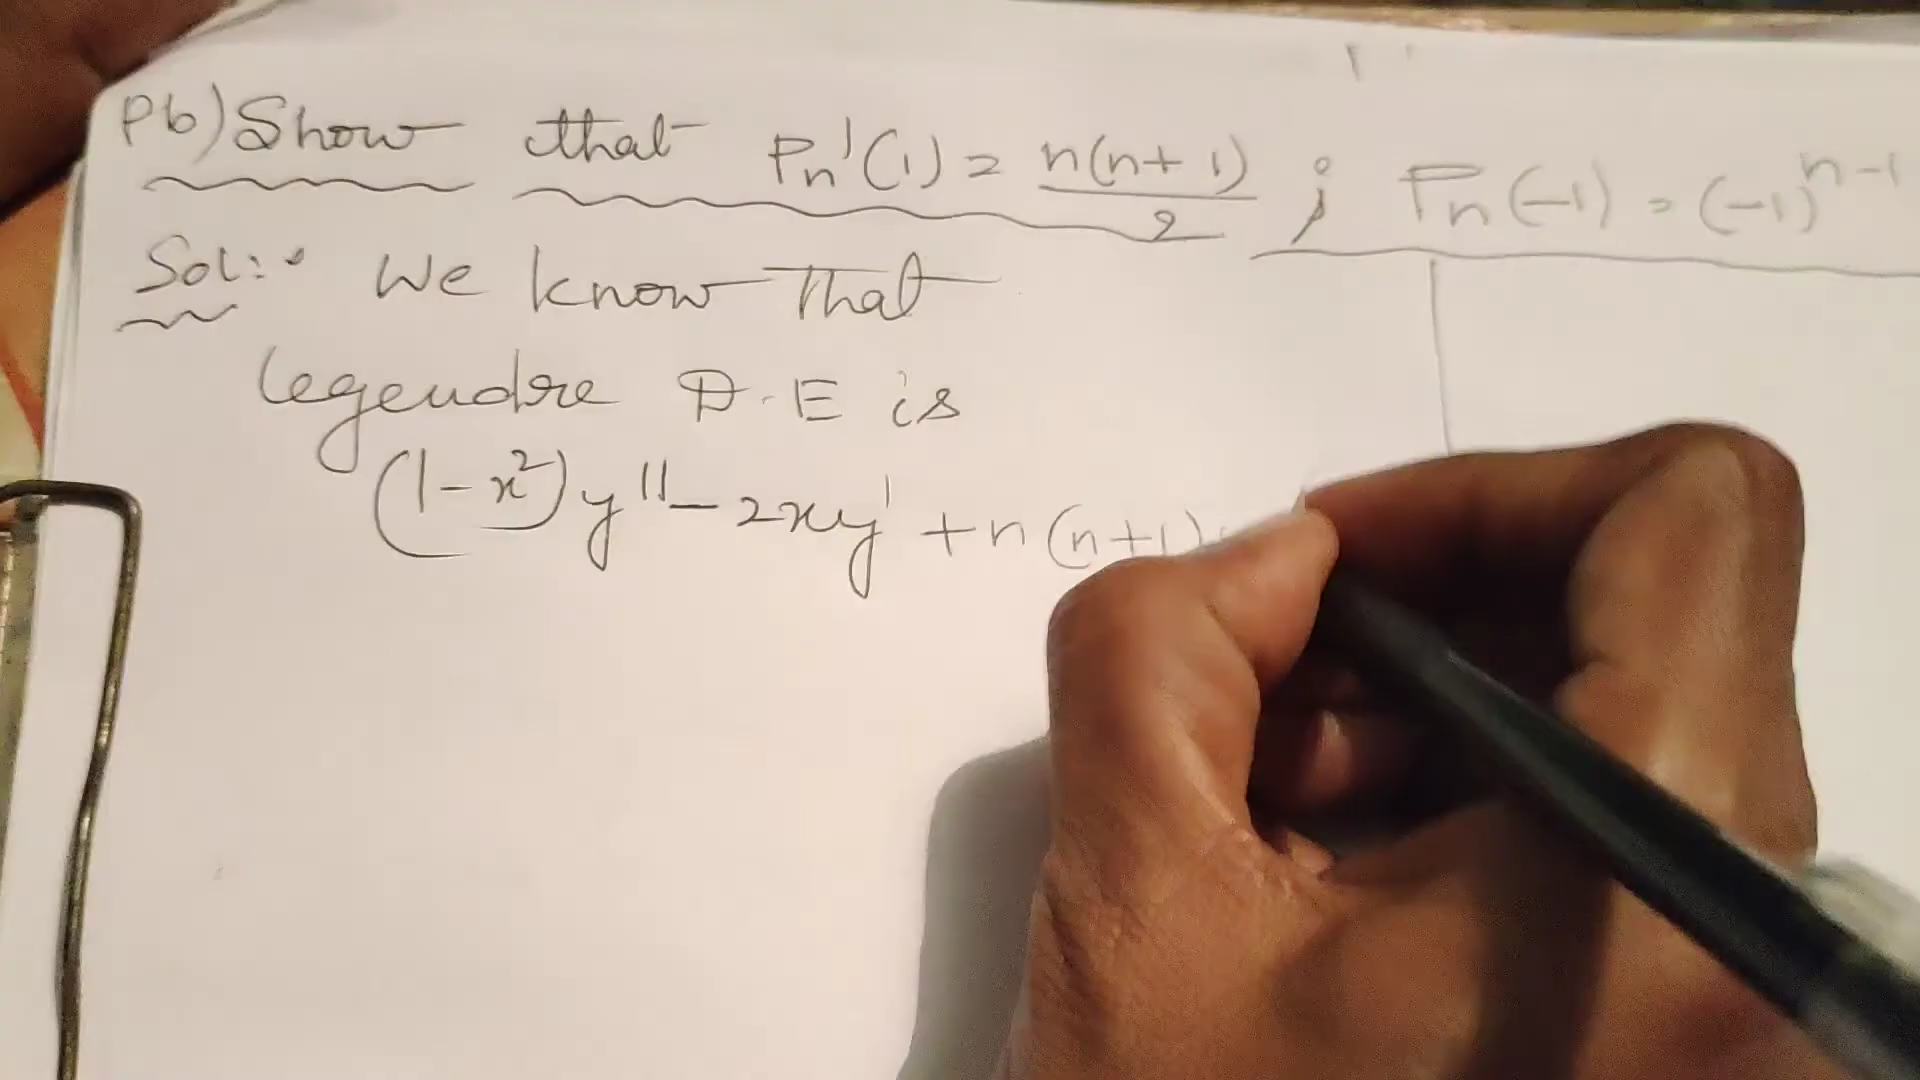 Pb) Show that Pn'(1) = n(n+1)/2 ; Pn(-1) = (-1)^n-1
Sol:- We know that
legendre D.E is
(1-x²)y'' - 2xy' + n(n+1)